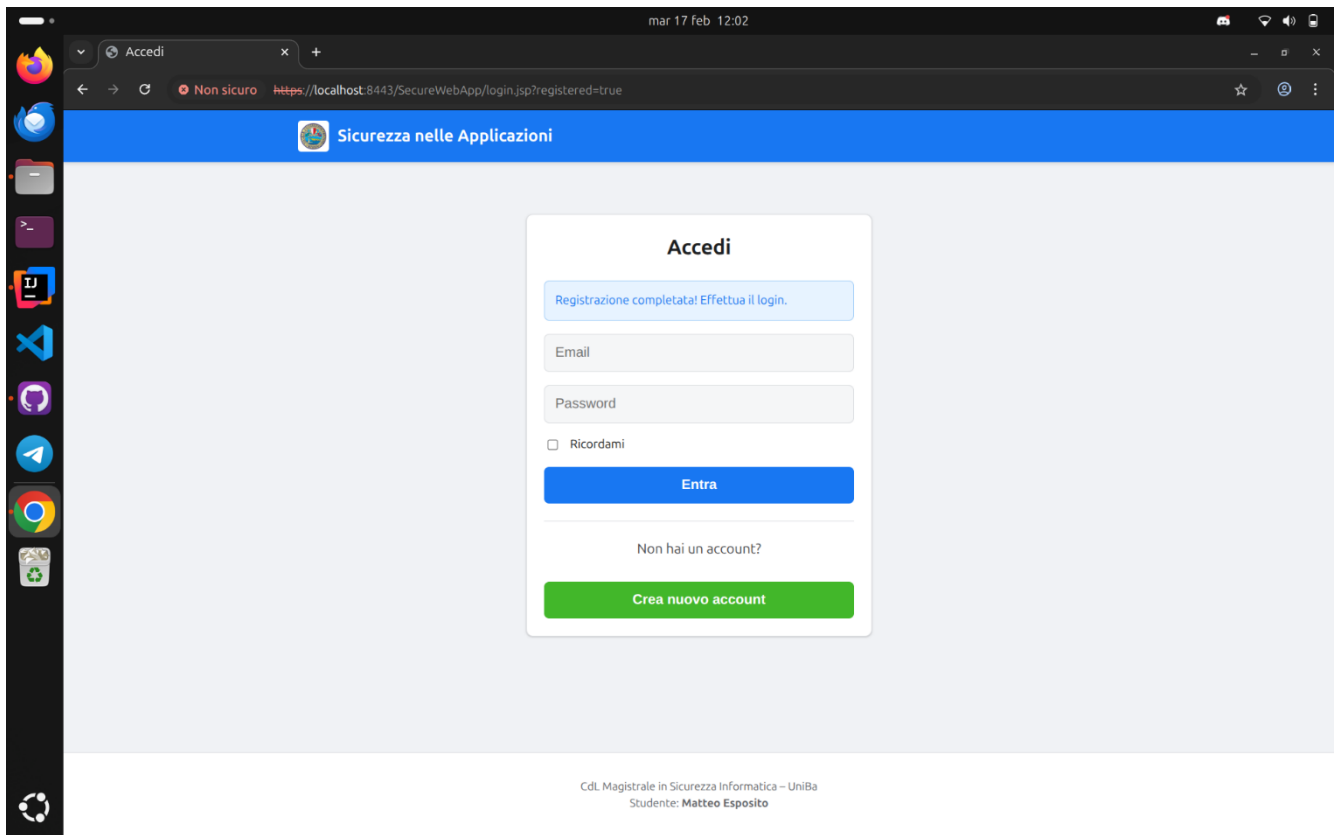 mar 17 feb 12:02
Accedi
Non sicuro https://localhost:8443/SecureWebApp/login.jsp?registered=true
Sicurezza nelle Applicazioni
Accedi
Registrazione completata! Effettua il login.
Email
Password
Ricordami
Entra
Non hai un account?
Crea nuovo account
CdL Magistrale in Sicurezza Informatica – UniBa
Studente: Matteo Esposito